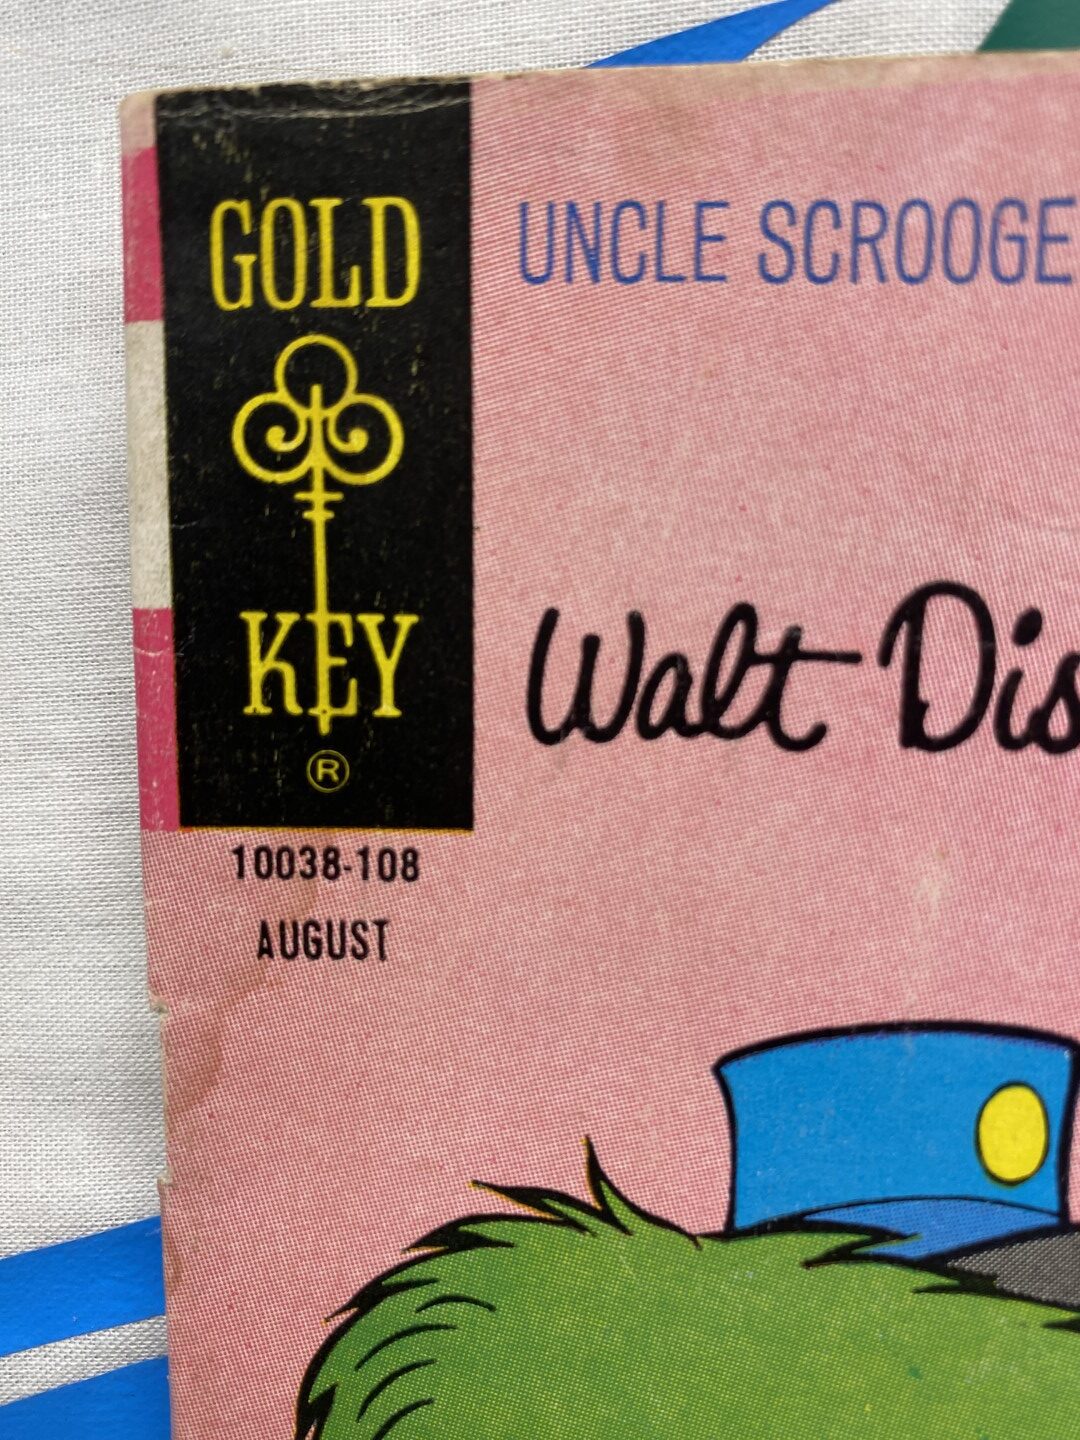 GOLD
KEY
®
UNCLE SCROOGE
Walt Dis
10038-108
AUGUST